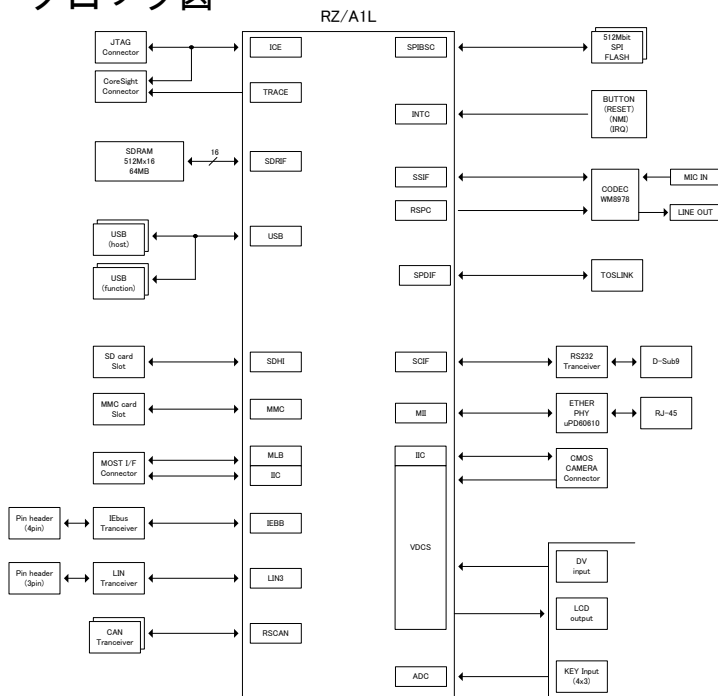 ブロック図
RZ/A1L
JTAG
Connector
ICE
CoreSight
Connector
TRACE
SDRAM
512Mx16
64MB
16
SDRIF
USB
(host)
USB
USB
(function)
SD card
Slot
SDHI
MMC card
Slot
MMC
MOST I/F
Connector
MLB
IIC
Pin header
(4pin)
IEbus
Tranceiver
IEBB
Pin header
(3pin)
LIN
Tranceiver
LIN3
CAN
Tranceiver
RSCAN
SPIBSC
512Mbit
SPI
FLASH
INTC
BUTTON
(RESET)
(NMI)
(IRQ)
SSIF
RSPC
CODEC
WM8978
MIC IN
LINE OUT
SPDIF
TOSLINK
SCIF
RS232
Tranceiver
D-Sub9
MII
ETHER
PHY
uPD60610
RJ-45
IIC
CMOS
CAMERA
Connector
VDCS
DV
input
LCD
output
ADC
KEY Input
(4x3)